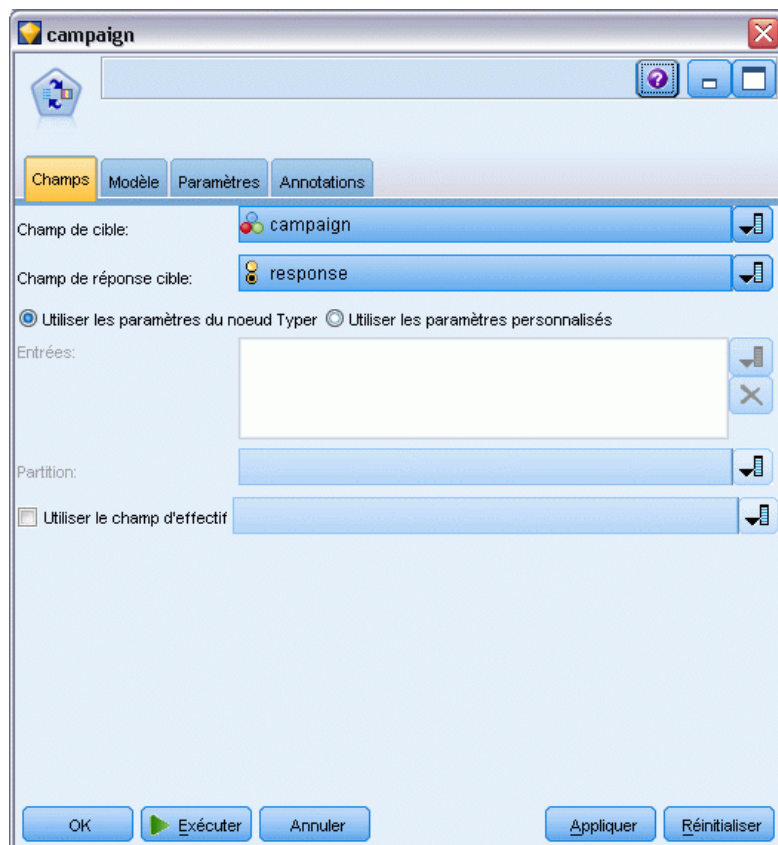 campaign
Champs Modèle Paramètres Annotations
Champ de cible: campaign
Champ de réponse cible: response
Utiliser les paramètres du noeud Typer Utiliser les paramètres personnalisés
Entrées:
Partition:
Utiliser le champ d'effectif
OK Exécuter Annuler Appliquer Réinitialiser